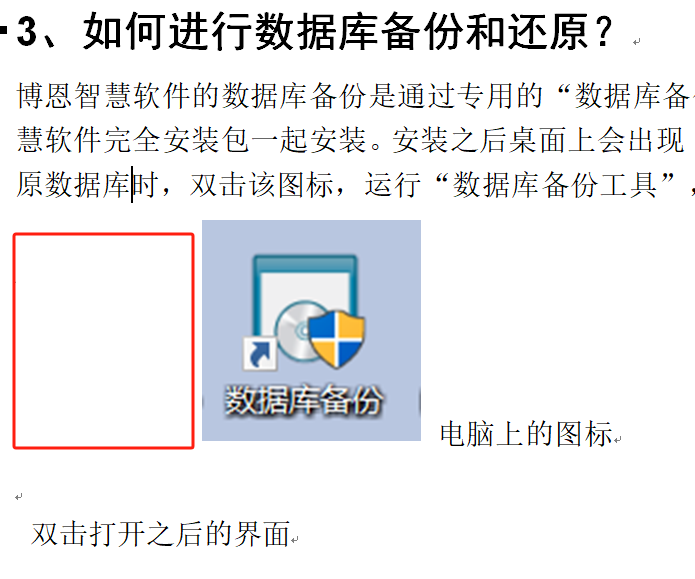 3、如何进行数据库备份和还原？
博恩智慧软件的数据库备份是通过专用的“数据库备
慧软件完全安装包一起安装。安装之后桌面上会出现
原数据库时，双击该图标，运行“数据库备份工具”，
数据库备份
电脑上的图标
双击打开之后的界面